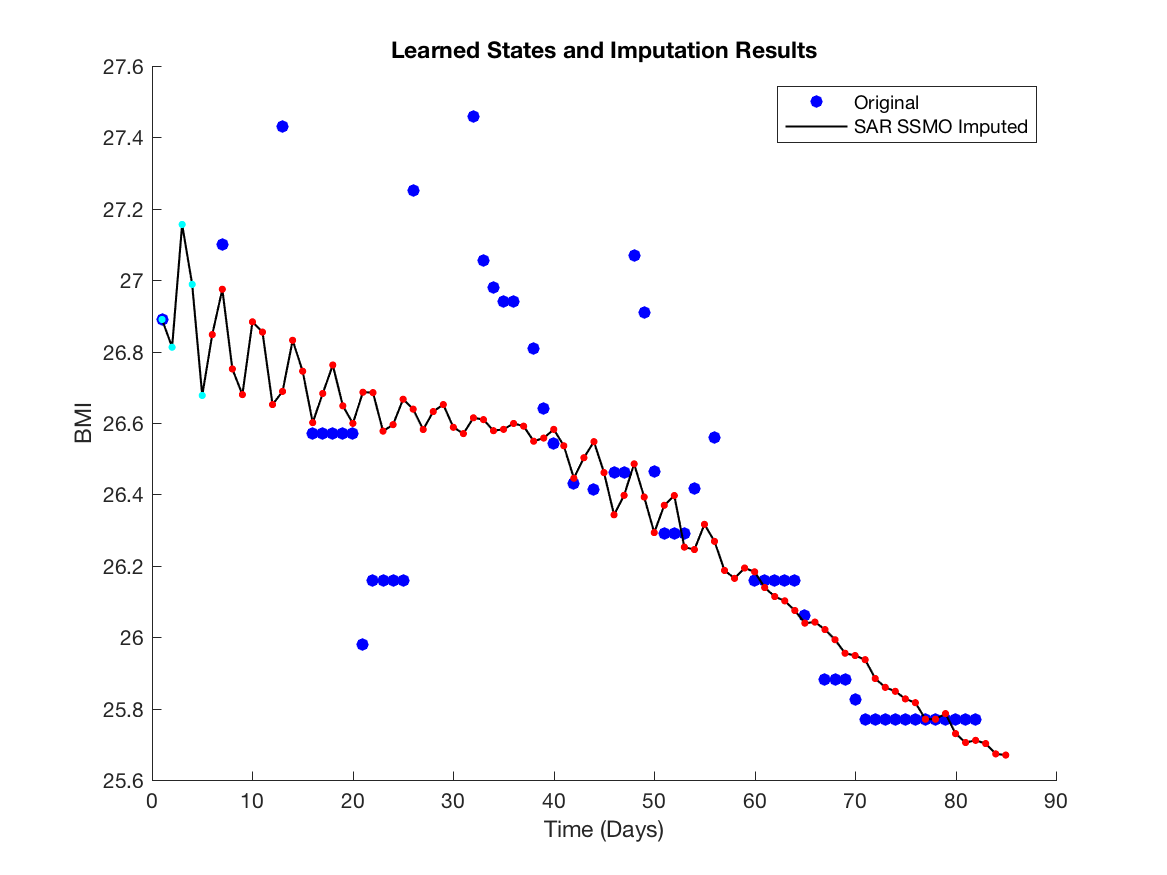 Learned States and Imputation Results
27.6
27.4
27.2
27
26.8
26.6
26.4
26.2
26
25.8
25.6
BMI
Original
SAR SSMO Imputed
0 10 20 30 40 50 60 70 80 90
Time (Days)